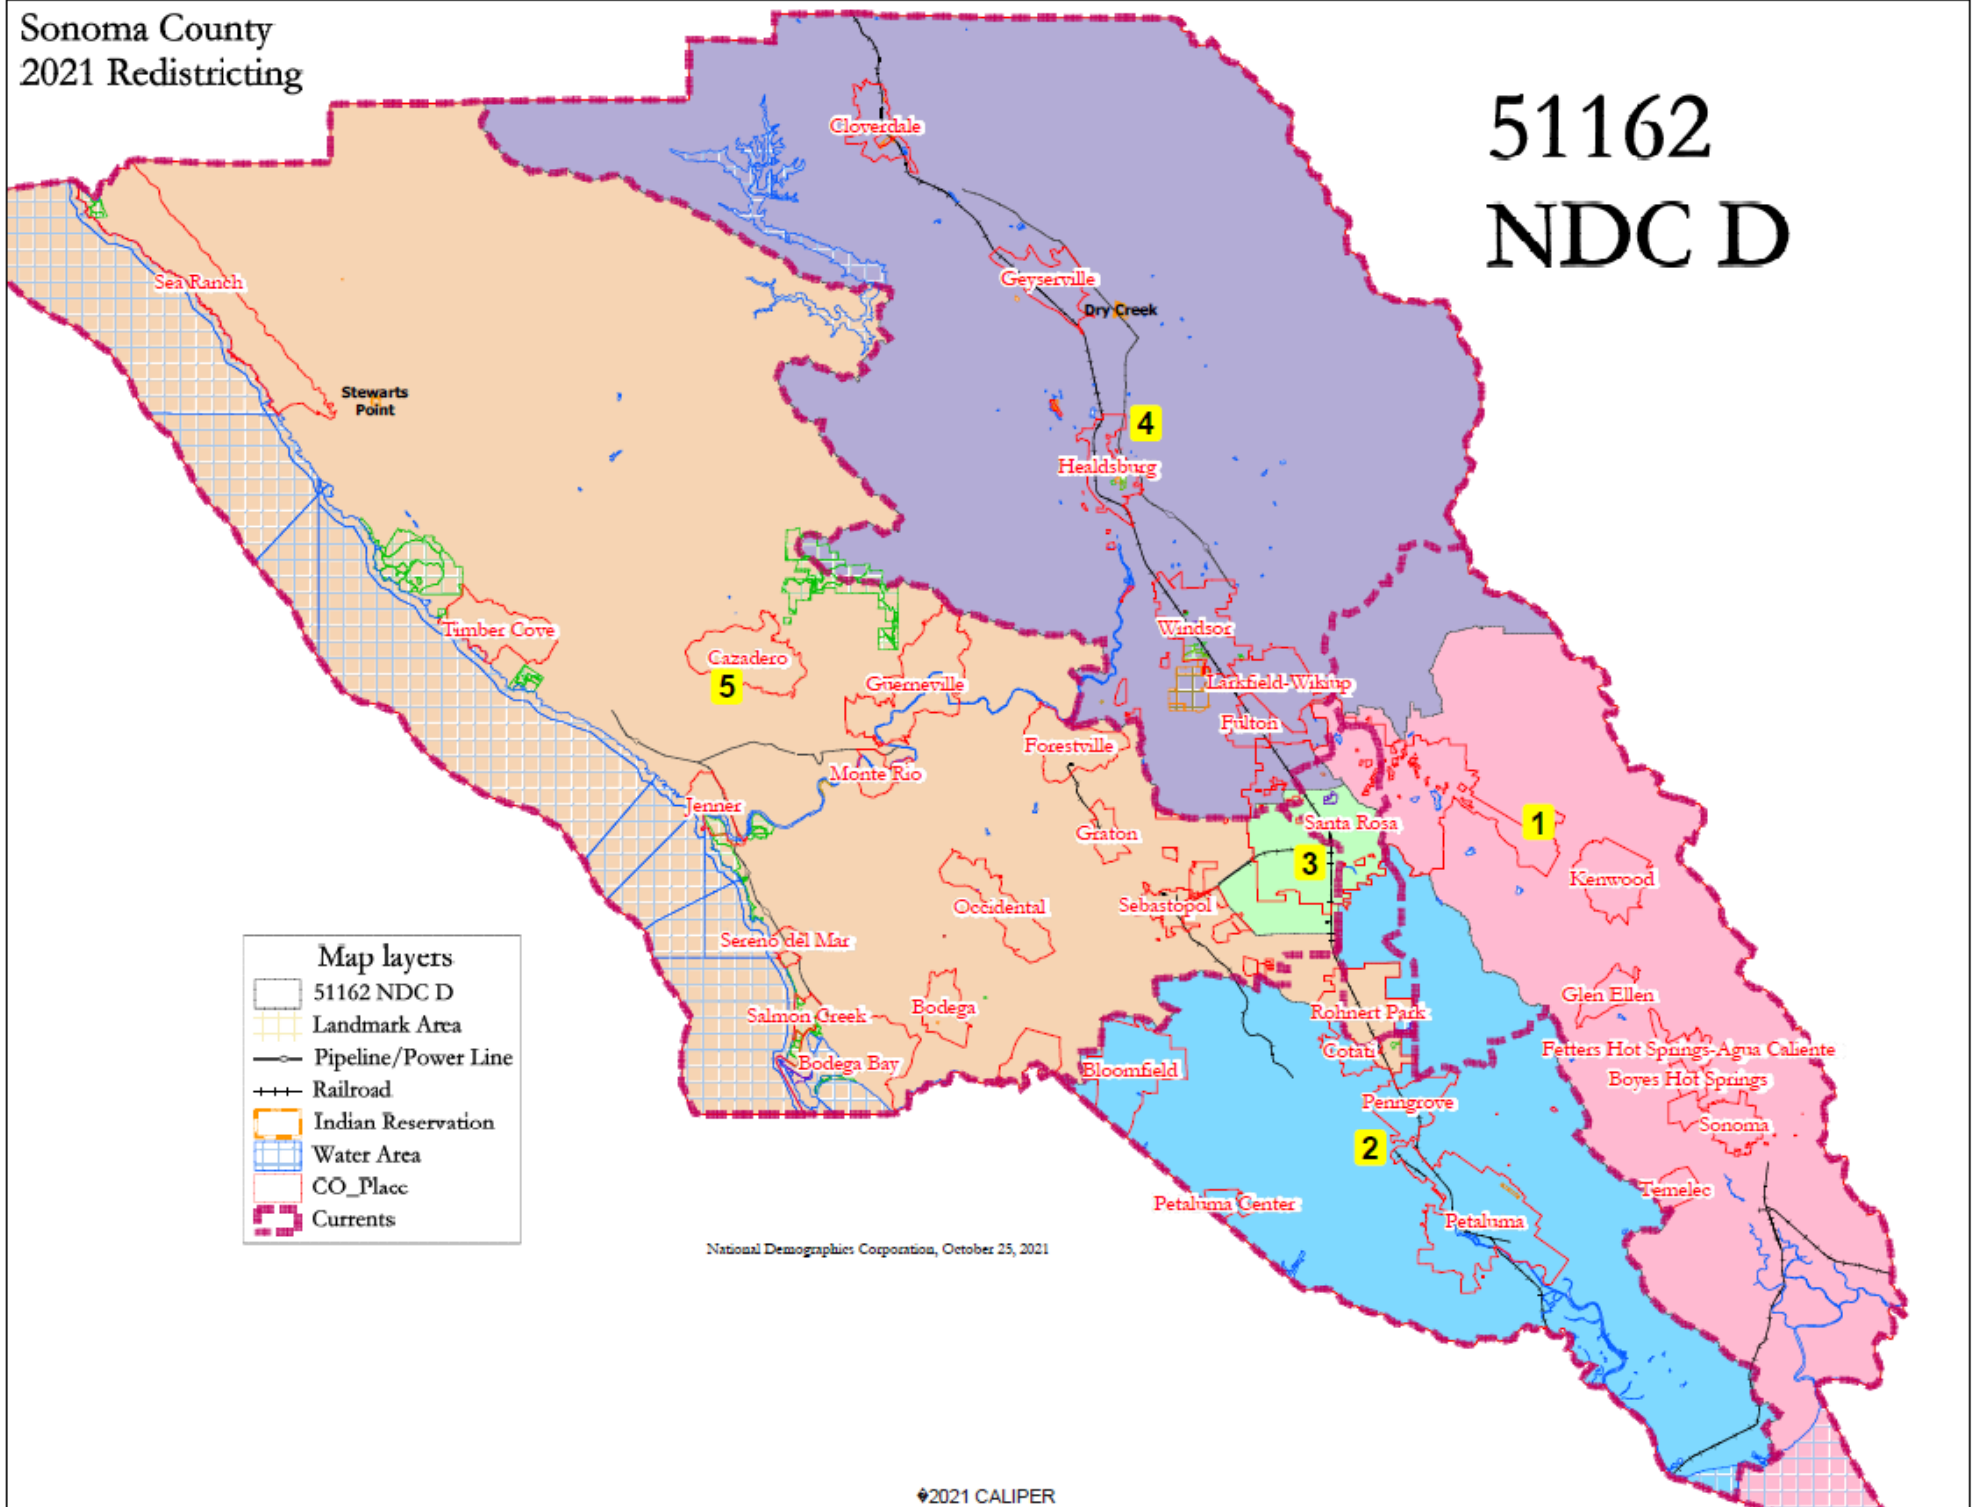 Sonoma County
2021 Redistricting
51162
NDC D
Cloverdale
Geyserville
Dry Creek
Sea Ranch
Stewarts
Point
4
Healdsburg
Timber Cove
Windsor
Cazadero
5
Guerneville
Larkfield-Wikiup
Fulton
Forestville
Monte Rio
Jenner
Graton
Santa Rosa
1
3
Kenwood
Occidental
Sebastopol
Sereno del Mar
Glen Ellen
Salmon Creek
Bodega
Rohnert Park
Cotati
Fetters Hot Springs-Agua Caliente
Bodega Bay
Bloomfield
Boyes Hot Springs
Penngrove
Sonoma
2
Temelec
Petaluma Center
Petaluma
Map layers
51162 NDC D
Landmark Area
Pipeline/Power Line
Railroad
Indian Reservation
Water Area
CO_Place
Currents
National Demographics Corporation, October 25, 2021
�2021 CALIPER